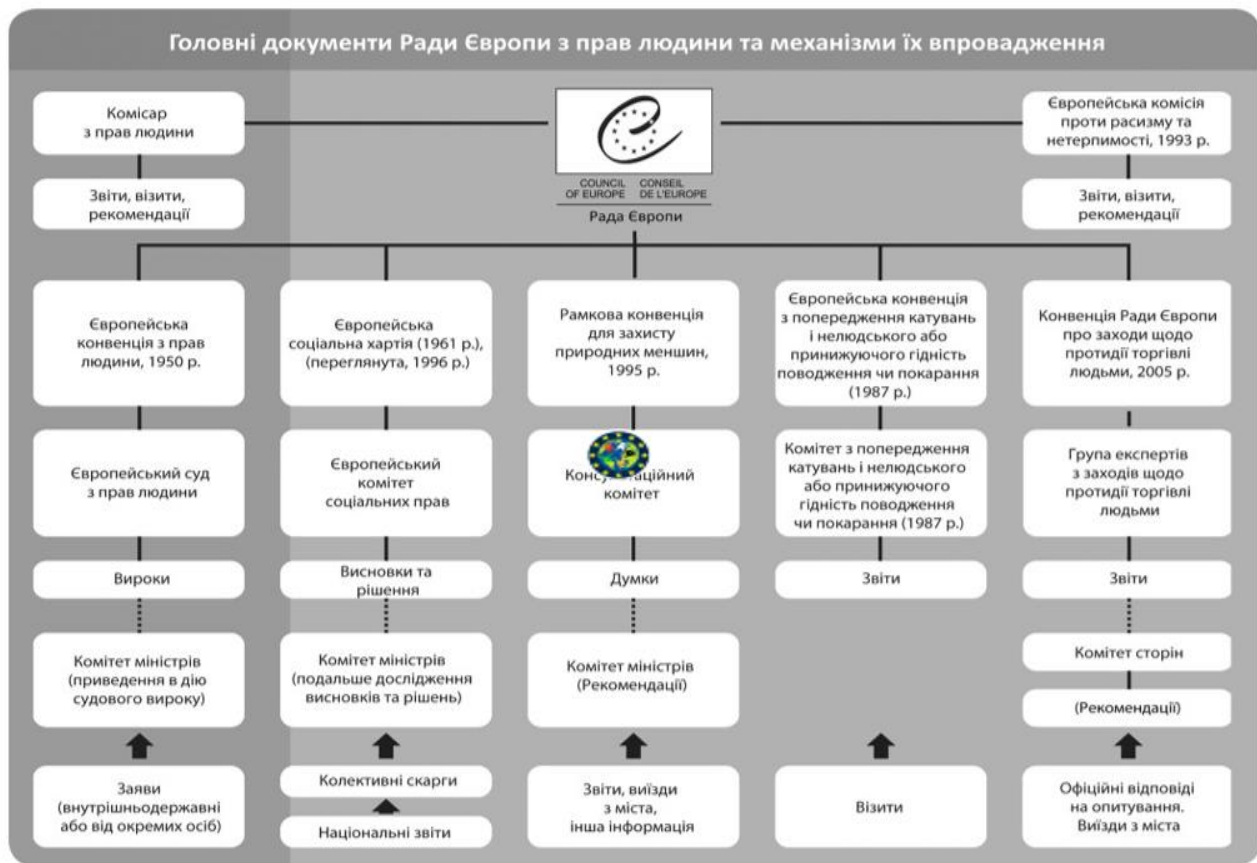 Головні документи Ради Європи з прав людини та механізми їх впровадження
Комісар
з прав людини
Звіти, візити,
рекомендації
COUNCIL OF EUROPE
CONSEIL DE L'EUROPE
Рада Європи
Європейська комісія
проти расизму та
нетерпимості, 1993 р.
Звіти, візити,
рекомендації
Європейська
конвенція з прав
людини, 1950 р.
Європейська
соціальна хартія (1961 р.),
(переглянута, 1996 р.)
Рамкова конвенція
для захисту
природних меншин,
1995 р.
Європейська конвенція
з попередження катувань
і нелюдського або
принижуючого гідність
поводження чи покарання
(1987 р.)
Конвенція Ради Європи
про заходи щодо
протидії торгівлі
людьми, 2005 р.
Європейський суд
з прав людини
Європейський
комітет
соціальних прав
комітет
Комітет з попередження
катувань і нелюдського
або принижуючого
гідність поводження
чи покарання (1987 р.)
Група експертів
з заходів щодо
протидії торгівлі
людьми
Вироки
Висновки та
рішення
Думки
Звіти
Звіти
Комітет міністрів
(приведення в дію
судового вироку)
Комітет міністрів
(подальше дослідження
висновків та рішень)
Комітет міністрів
(Рекомендації)
Комітет сторін
(Рекомендації)
Заяви
(внутрішньодержавні
або від окремих осіб)
Колективні скарги
Національні звіти
Звіти, виїзди
з міста,
інша інформація
Візити
Офіційні відповіді
на опитування.
Виїзди з міста